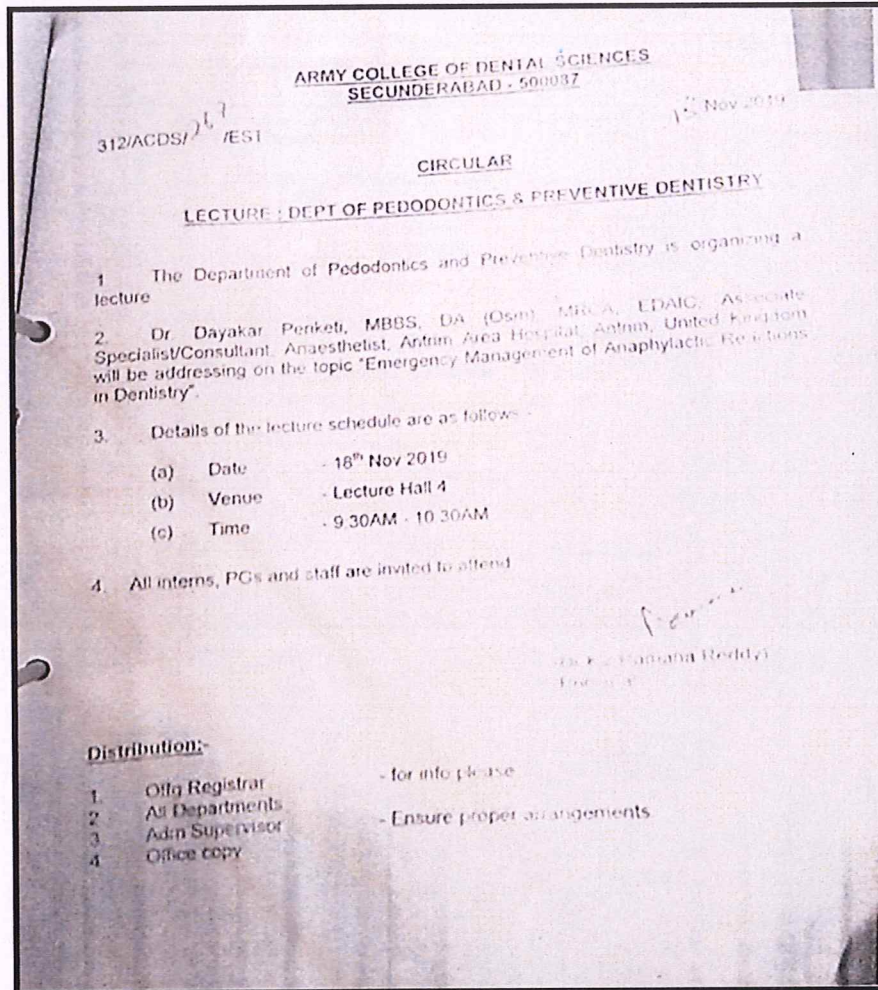 ARMY COLLEGE OF DENTAL SCIENCES
SECUNDERABAD - 500087
312/ACDS/267 /EST
Nov 2019
CIRCULAR
LECTURE : DEPT OF PEDODONTICS & PREVENTIVE DENTISTRY
1 The Department of Pedodontics and Preventive Dentistry is organizing a
lecture
2. Dr. Dayakar Penketi, MBBS, DA (Osm), MRCA, EDAIC, Associate
Specialist/Consultant, Anaesthetist, Antrim Area Hospital, Antrim, United Kingdom
will be addressing on the topic "Emergency Management of Anaphylactic Reactions
in Dentistry".
3. Details of the lecture schedule are as follows -
(a) Date - 18th Nov 2019
(b) Venue - Lecture Hall 4
(c) Time - 9.30AM - 10.30AM
4. All interns, PGs and staff are invited to attend
Ramana Reddy)
Distribution:-
1. Offg Registrar - for info please
2 All Departments
3 Adm Supervisor - Ensure proper arrangements
4 Office copy